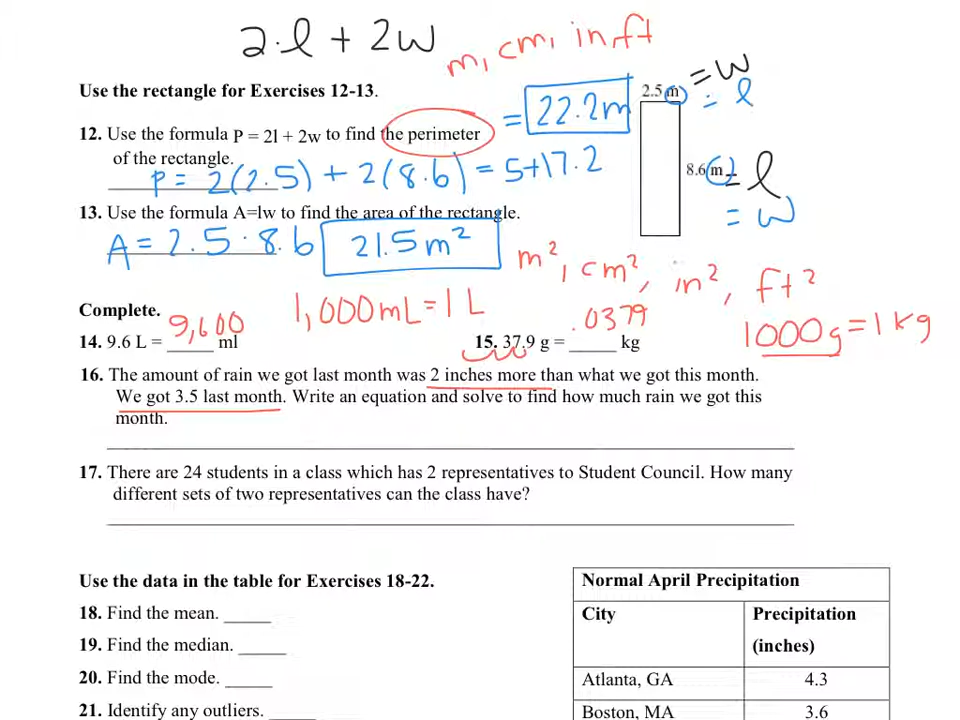 2·l + 2w
m, cm, in, ft
Use the rectangle for Exercises 12-13.
2.5 m
= w
= l
12. Use the formula P = 2l + 2w to find the perimeter
of the rectangle.
= 22.2m
P = 2(2.5) + 2(8.6) = 5+17.2
8.6 m
= l
= w
13. Use the formula A=lw to find the area of the rectangle.
A = 2.5 · 8.6 21.5 m²
m², cm², in², ft²
Complete.
1,000mL = 1 L
14. 9.6 L = 9,600 ml
15. 37.9 g = .0379 kg
1000g = 1 kg
16. The amount of rain we got last month was 2 inches more than what we got this month.
We got 3.5 last month. Write an equation and solve to find how much rain we got this
month.
17. There are 24 students in a class which has 2 representatives to Student Council. How many
different sets of two representatives can the class have?
Use the data in the table for Exercises 18-22.
18. Find the mean.
19. Find the median.
20. Find the mode.
21. Identify any outliers.
Normal April Precipitation
City Precipitation
(inches)
Atlanta, GA 4.3
Boston, MA 3.6